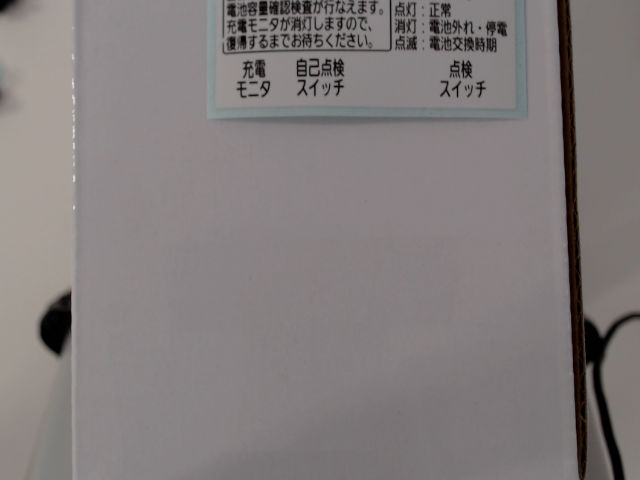 電池容量確認検査が行なえます。
充電モニタが消灯しますので、
復帰するまでお待ちください。
点灯：正常
消灯：電池外れ・停電
点滅：電池交換時期
充電
モニタ
自己点検
スイッチ
点検
スイッチ